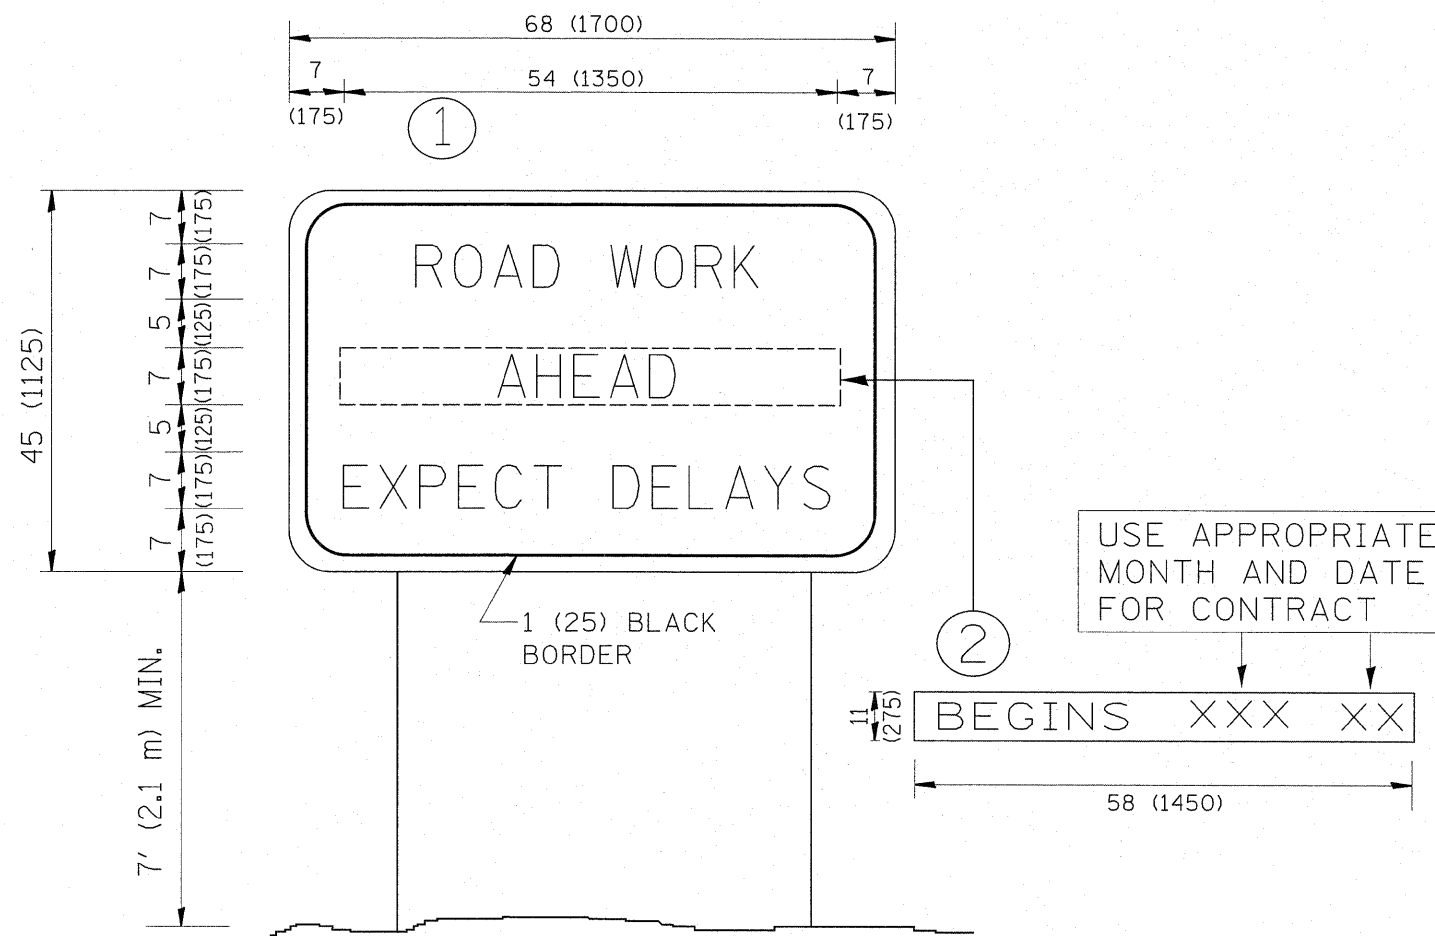 68 (1700)
7
54 (1350)
7
(175)
(175)
1
7 (175)
7 (175)
5 (125)
7 (175)
5 (125)
7 (175)
7 (175)
45 (1125)
ROAD WORK
AHEAD
EXPECT DELAYS
1 (25) BLACK
BORDER
7' (2.1 m) MIN.
2
USE APPROPRIATE
MONTH AND DATE
FOR CONTRACT
11
(275)
BEGINS XXX XX
58 (1450)